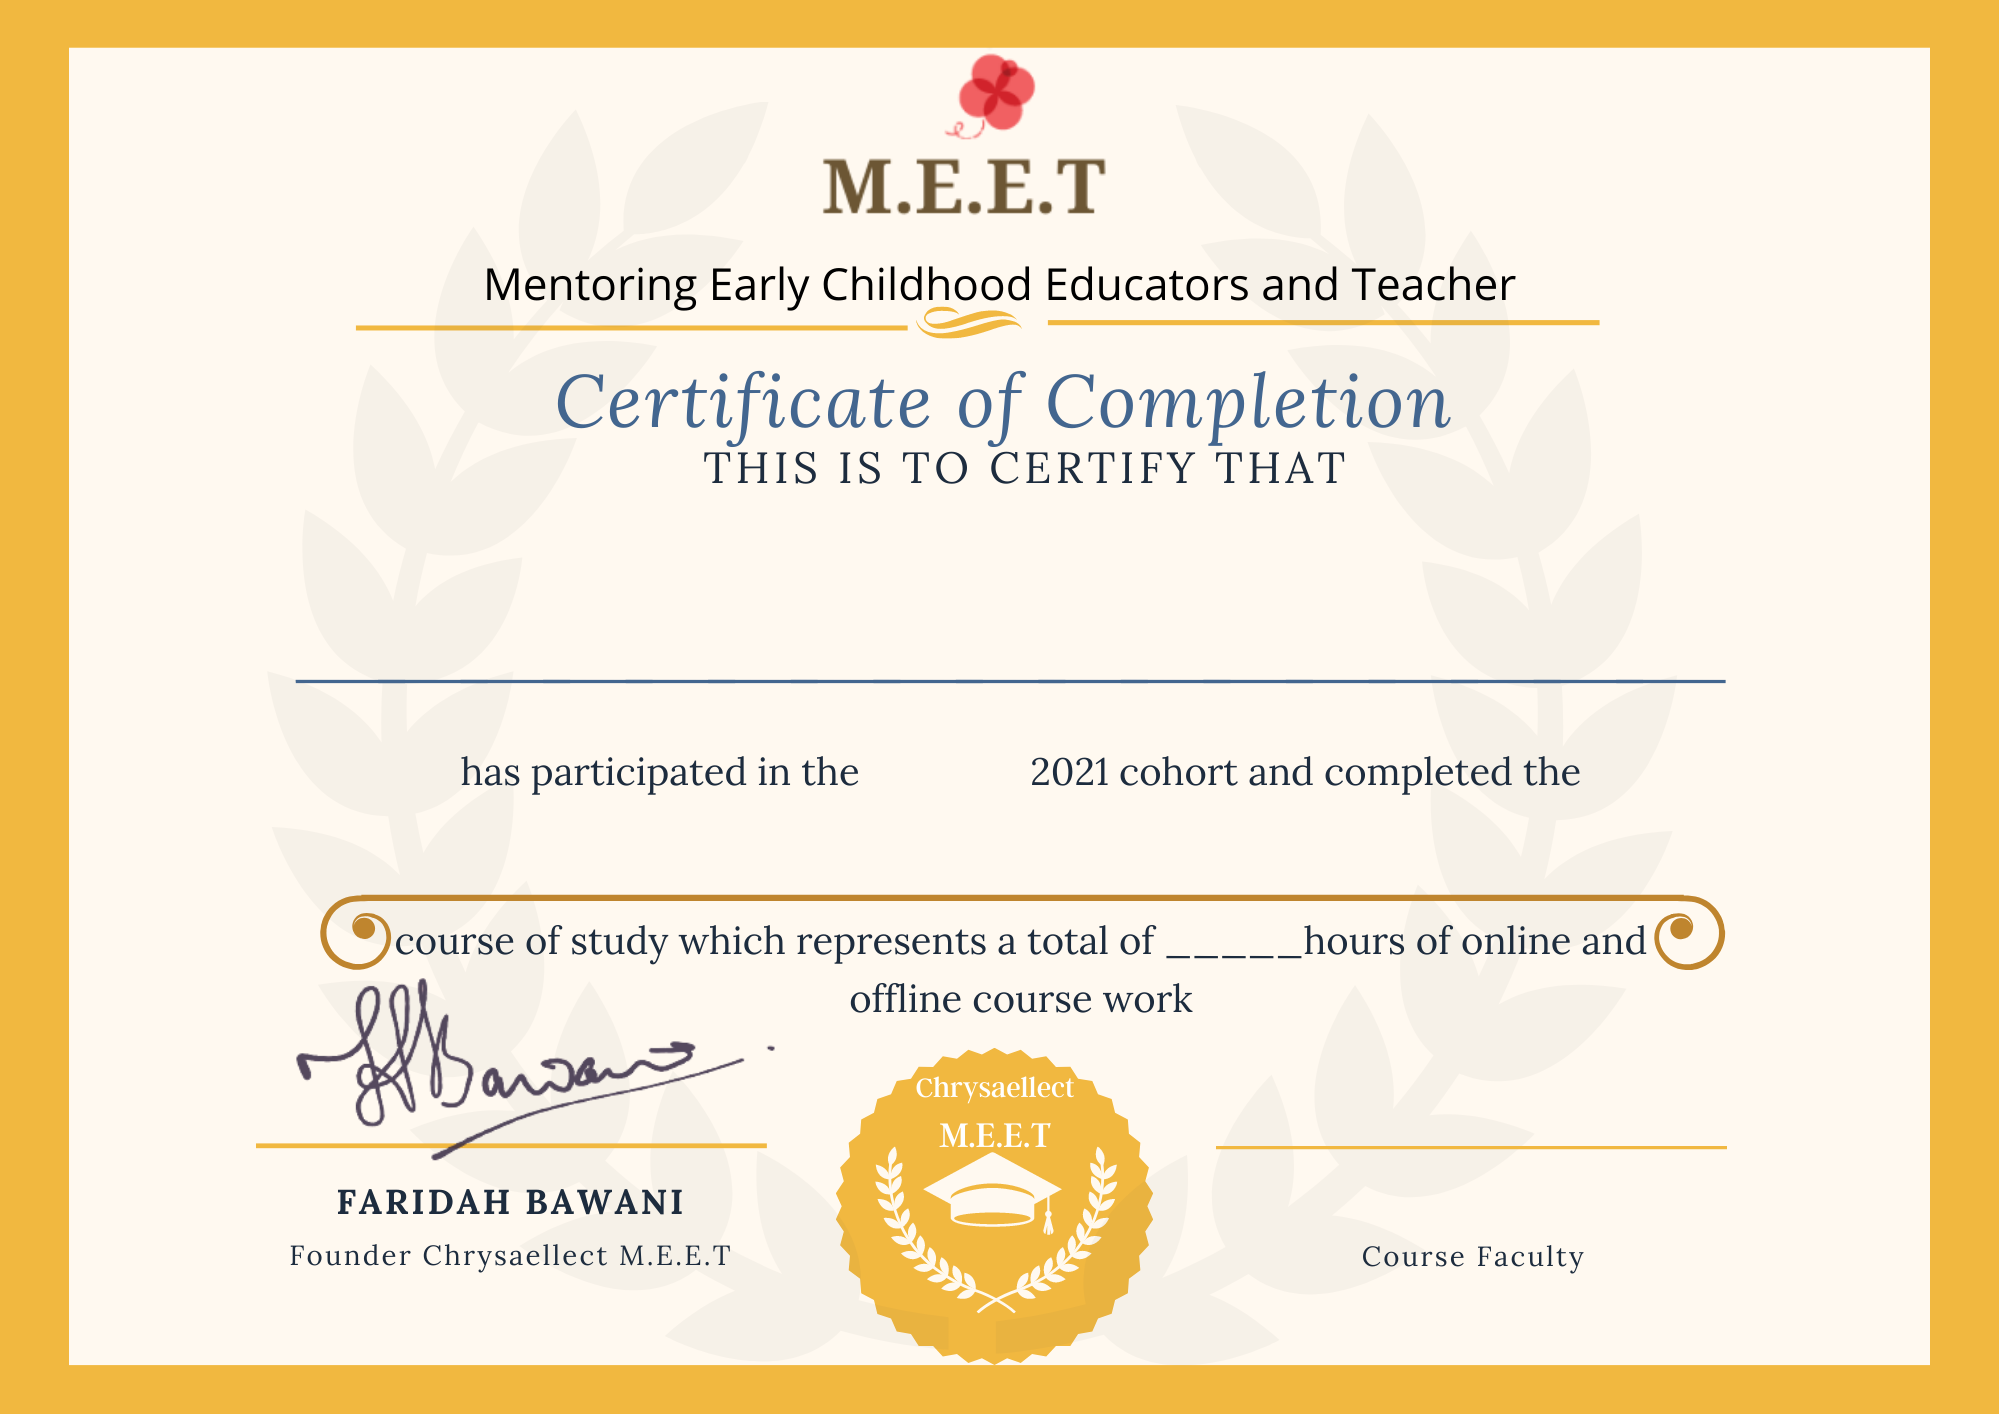 M.E.E.T
Mentoring Early Childhood Educators and Teacher
Certificate of Completion
THIS IS TO CERTIFY THAT
has participated in the 2021 cohort and completed the
course of study which represents a total of _____hours of online and
offline course work
Bawani
FARIDAH BAWANI
Founder Chrysaellect M.E.E.T
Chrysaellect
M.E.E.T
Course Faculty